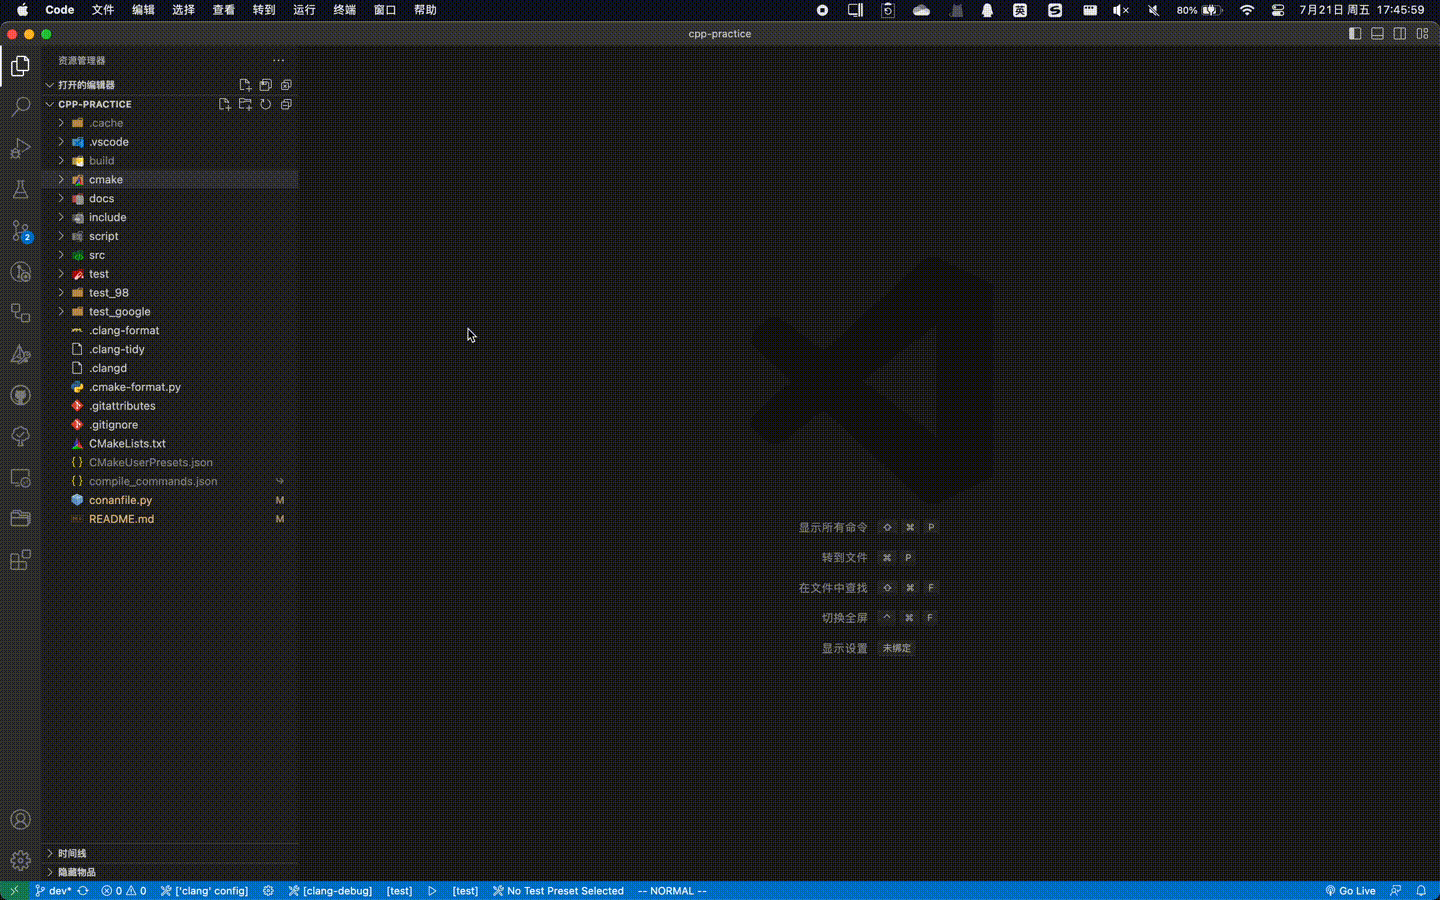 Code 文件 编辑 选择 查看 转到 运行 终端 窗口 帮助 英 S 80% 7月21日 周五 17:45:59
cpp-practice
资源管理器
打开的编辑器
CPP-PRACTICE
.cache
.vscode
build
cmake
docs
include
script
src
test
test_98
test_google
.clang-format
.clang-tidy
.clangd
.cmake-format.py
.gitattributes
.gitignore
CMakeLists.txt
CMakeUserPresets.json
compile_commands.json
conanfile.py M
README.md M
2
显示所有命令 ⇧ ⌘ P
转到文件 ⌘ P
在文件中查找 ⇧ ⌘ F
切换全屏 ⌃ ⌘ F
显示设置 未绑定
时间线
隐藏物品
dev* 0 0 ['clang' config] [clang-debug] [test] [test] No Test Preset Selected -- NORMAL -- Go Live